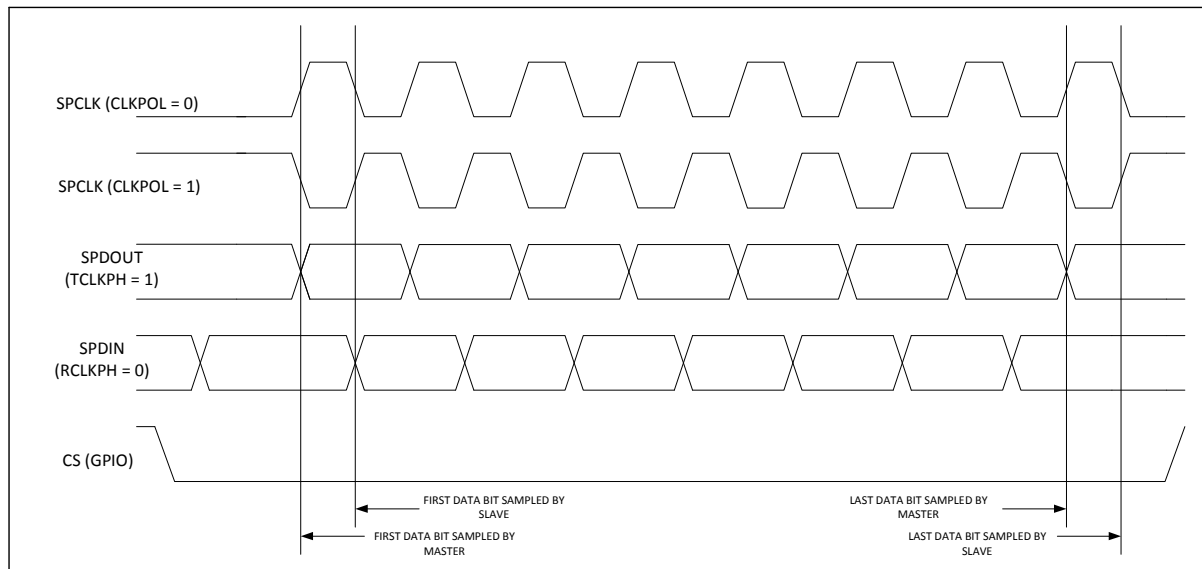 SPCLK (CLKPOL = 0)
SPCLK (CLKPOL = 1)
SPDOUT
(TCLKPH = 1)
SPDIN
(RCLKPH = 0)
CS (GPIO)
FIRST DATA BIT SAMPLED BY
SLAVE
LAST DATA BIT SAMPLED BY
MASTER
FIRST DATA BIT SAMPLED BY
MASTER
LAST DATA BIT SAMPLED BY
SLAVE